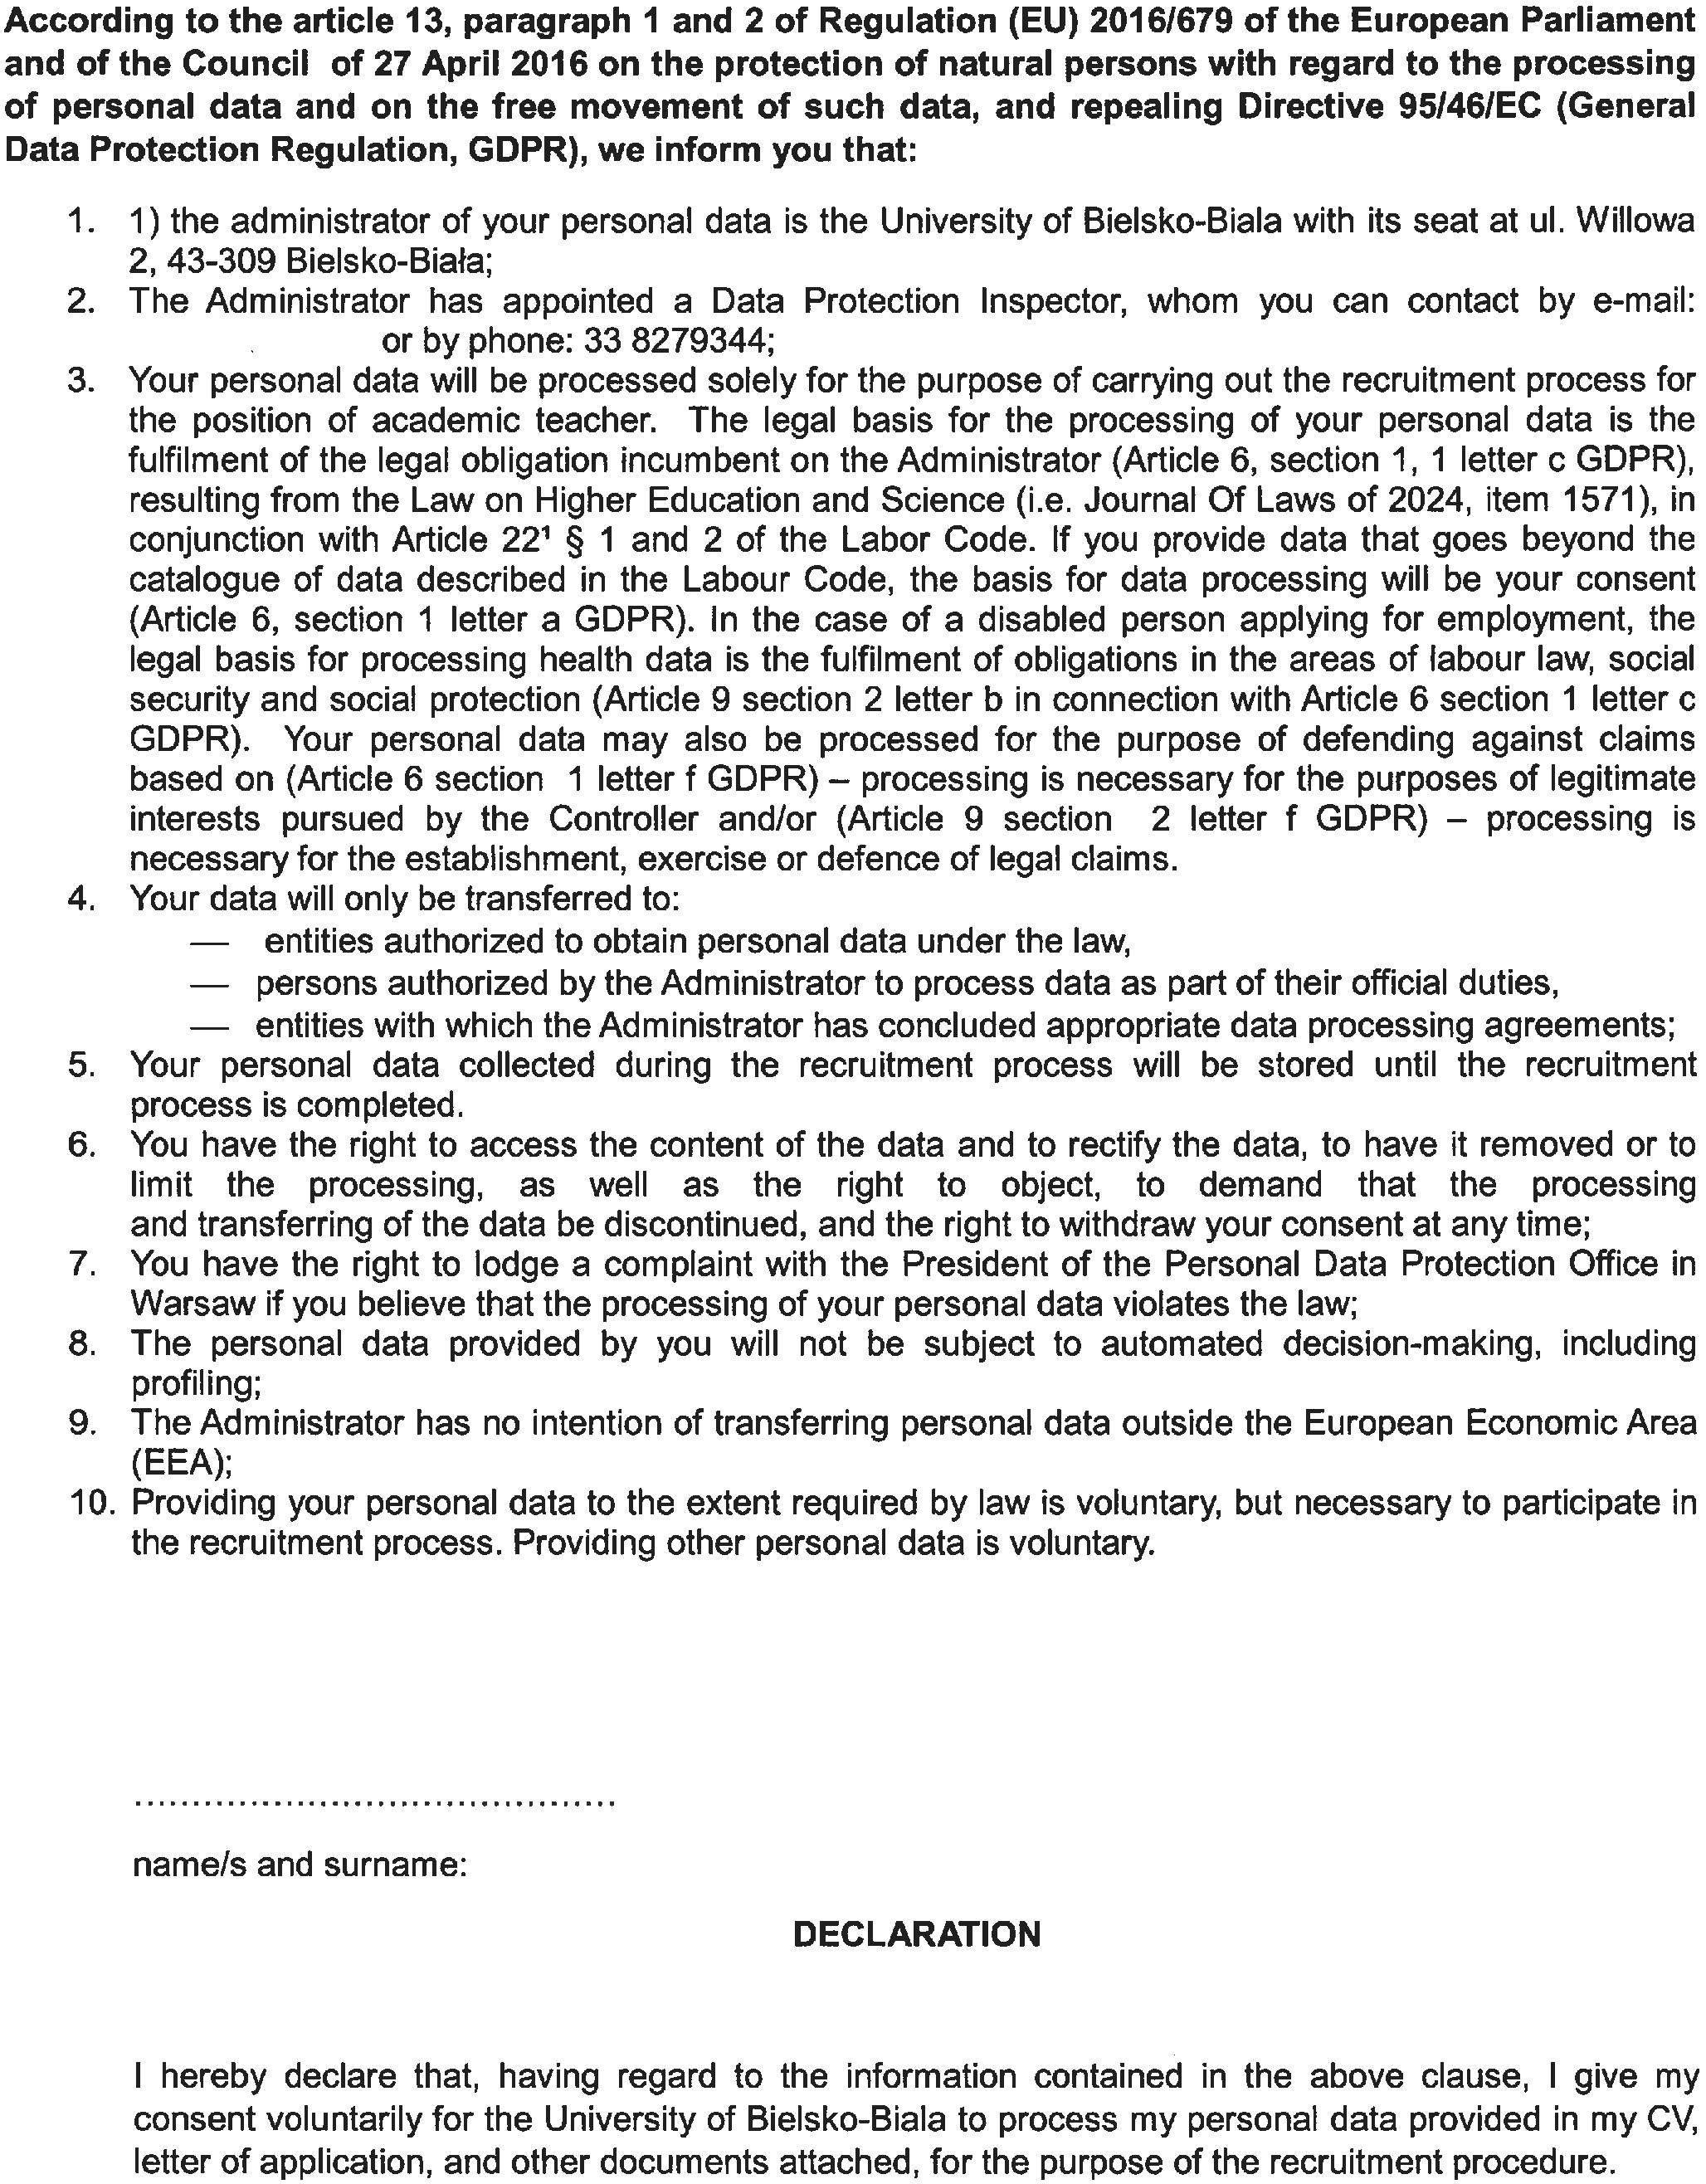 According to the article 13, paragraph 1 and 2 of Regulation (EU) 2016/679 of the European Parliament
and of the Council of 27 April 2016 on the protection of natural persons with regard to the processing
of personal data and on the free movement of such data, and repealing Directive 95/46/EC (General
Data Protection Regulation, GDPR), we inform you that:
1. 1) the administrator of your personal data is the University of Bielsko-Biala with its seat at ul. Willowa
2, 43-309 Bielsko-Biała;
2. The Administrator has appointed a Data Protection Inspector, whom you can contact by e-mail:
or by phone: 33 8279344;
3. Your personal data will be processed solely for the purpose of carrying out the recruitment process for
the position of academic teacher. The legal basis for the processing of your personal data is the
fulfilment of the legal obligation incumbent on the Administrator (Article 6, section 1, 1 letter c GDPR),
resulting from the Law on Higher Education and Science (i.e. Journal Of Laws of 2024, item 1571), in
conjunction with Article 22¹ § 1 and 2 of the Labor Code. If you provide data that goes beyond the
catalogue of data described in the Labour Code, the basis for data processing will be your consent
(Article 6, section 1 letter a GDPR). In the case of a disabled person applying for employment, the
legal basis for processing health data is the fulfilment of obligations in the areas of labour law, social
security and social protection (Article 9 section 2 letter b in connection with Article 6 section 1 letter c
GDPR). Your personal data may also be processed for the purpose of defending against claims
based on (Article 6 section 1 letter f GDPR) – processing is necessary for the purposes of legitimate
interests pursued by the Controller and/or (Article 9 section 2 letter f GDPR) – processing is
necessary for the establishment, exercise or defence of legal claims.
4. Your data will only be transferred to:
— entities authorized to obtain personal data under the law,
— persons authorized by the Administrator to process data as part of their official duties,
— entities with which the Administrator has concluded appropriate data processing agreements;
5. Your personal data collected during the recruitment process will be stored until the recruitment
process is completed.
6. You have the right to access the content of the data and to rectify the data, to have it removed or to
limit the processing, as well as the right to object, to demand that the processing
and transferring of the data be discontinued, and the right to withdraw your consent at any time;
7. You have the right to lodge a complaint with the President of the Personal Data Protection Office in
Warsaw if you believe that the processing of your personal data violates the law;
8. The personal data provided by you will not be subject to automated decision-making, including
profiling;
9. The Administrator has no intention of transferring personal data outside the European Economic Area
(EEA);
10. Providing your personal data to the extent required by law is voluntary, but necessary to participate in
the recruitment process. Providing other personal data is voluntary.
..........................................
name/s and surname:
DECLARATION
I hereby declare that, having regard to the information contained in the above clause, I give my
consent voluntarily for the University of Bielsko-Biala to process my personal data provided in my CV,
letter of application, and other documents attached, for the purpose of the recruitment procedure.